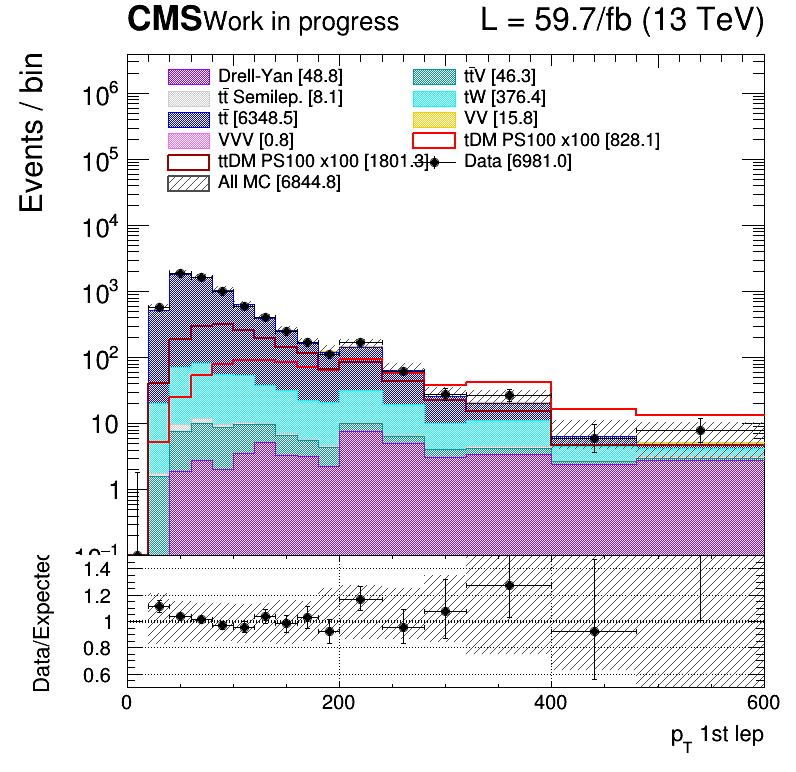 CMS Work in progress L = 59.7/fb (13 TeV)
Events / bin
Drell-Yan [48.8] tt̄V [46.3]
tt̄ Semilep. [8.1] tW [376.4]
tt̄ [6348.5] VV [15.8]
VVV [0.8] tDM PS100 x100 [828.1]
ttDM PS100 x100 [1801.3] Data [6981.0]
All MC [6844.8]
10⁶
10⁵
10⁴
10³
10²
10
1
10⁻¹
Data/Expected
1.4
1.2
1
0.8
0.6
0 200 400 600
p_T 1st lep